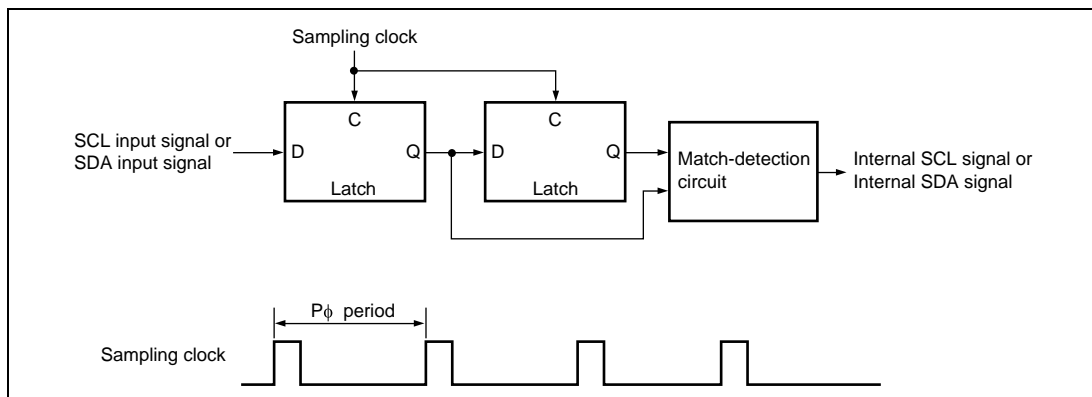 Sampling clock
C
C
SCL input signal or
SDA input signal
D
Q
D
Q
Latch
Latch
Match-detection
circuit
Internal SCL signal or
Internal SDA signal
Pϕ period
Sampling clock